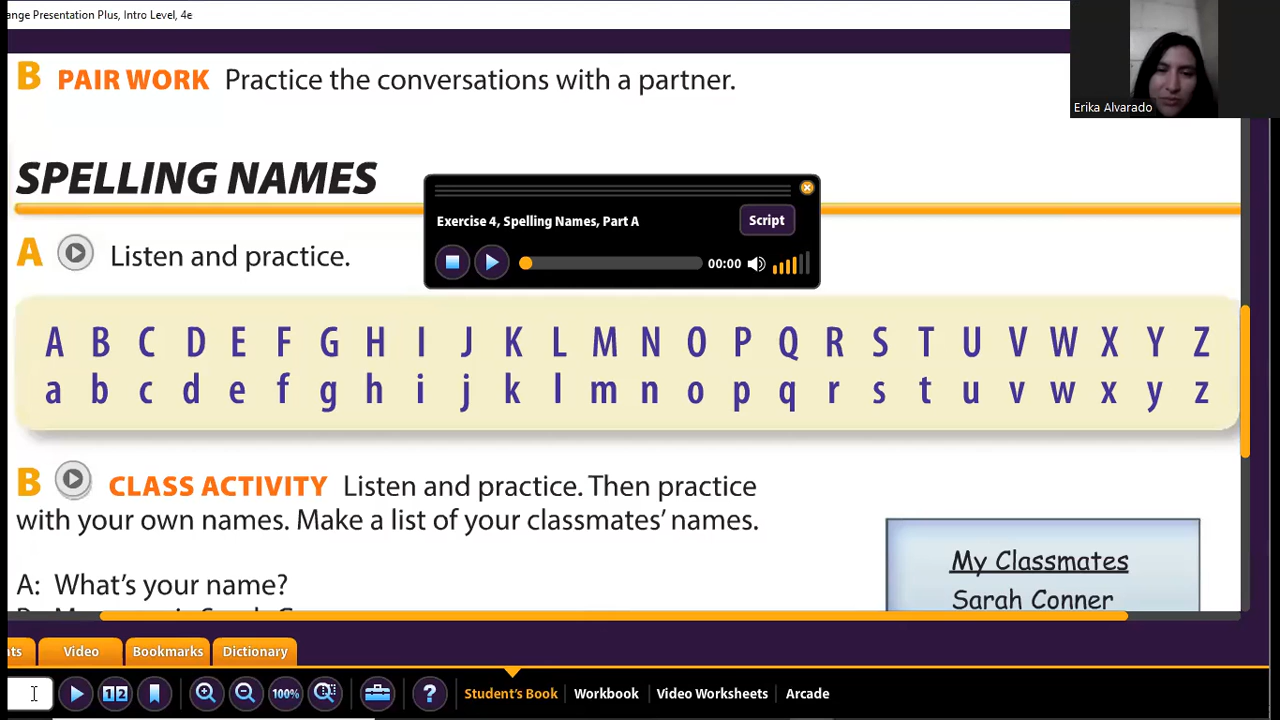 ange Presentation Plus, Intro Level, 4e
B PAIR WORK Practice the conversations with a partner.
Erika Alvarado
SPELLING NAMES
Exercise 4, Spelling Names, Part A
Script
00:00
A Listen and practice.
A B C D E F G H I J K L M N O P Q R S T U V W X Y Z
a b c d e f g h i j k l m n o p q r s t u v w x y z
B CLASS ACTIVITY Listen and practice. Then practice
with your own names. Make a list of your classmates' names.
My Classmates
Sarah Conner
A: What's your name?
ats Video Bookmarks Dictionary
1 2 100% ? Student's Book Workbook Video Worksheets Arcade